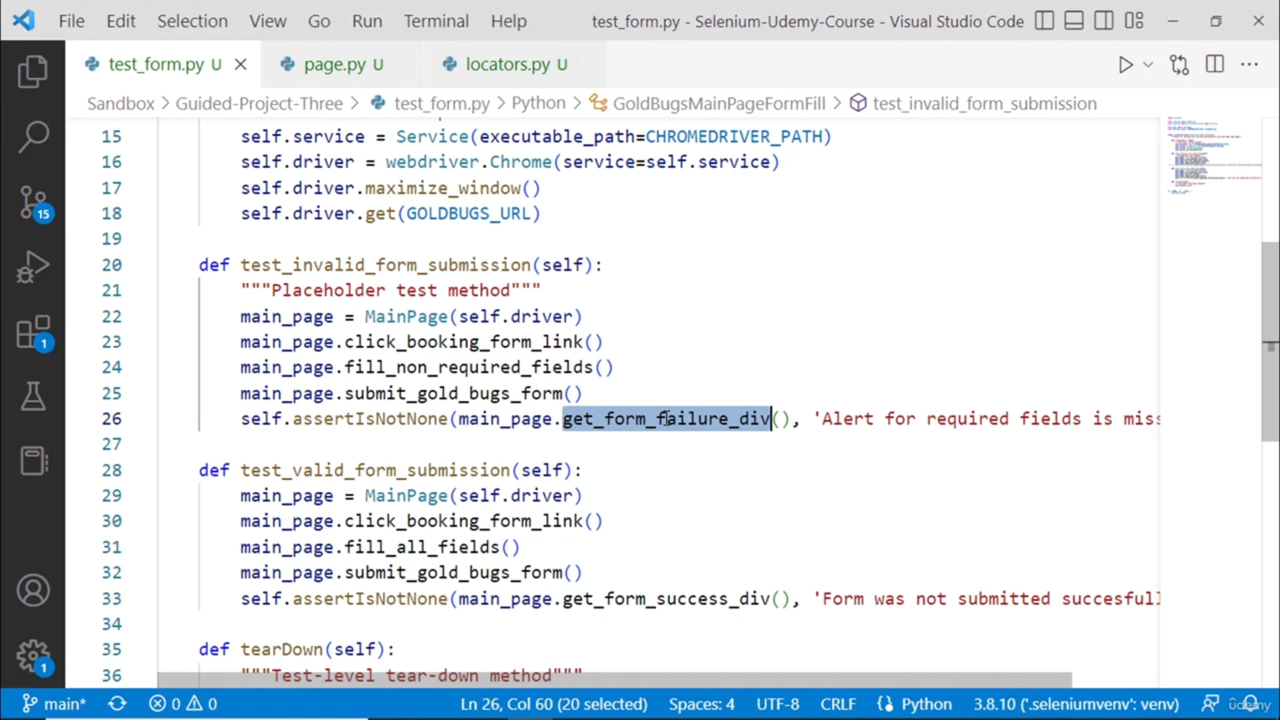 File Edit Selection View Go Run Terminal Help test_form.py - Selenium-Udemy-Course - Visual Studio Code
test_form.py U page.py U locators.py U
Sandbox > Guided-Project-Three > test_form.py > Python > GoldBugsMainPageFormFill > test_invalid_form_submission
15 self.service = Service(executable_path=CHROMEDRIVER_PATH)
16 self.driver = webdriver.Chrome(service=self.service)
17 self.driver.maximize_window()
18 self.driver.get(GOLDBUGS_URL)
19
20 def test_invalid_form_submission(self):
21 """Placeholder test method"""
22 main_page = MainPage(self.driver)
23 main_page.click_booking_form_link()
24 main_page.fill_non_required_fields()
25 main_page.submit_gold_bugs_form()
26 self.assertIsNotNone(main_page.get_form_failure_div(), 'Alert for required fields is miss
27
28 def test_valid_form_submission(self):
29 main_page = MainPage(self.driver)
30 main_page.click_booking_form_link()
31 main_page.fill_all_fields()
32 main_page.submit_gold_bugs_form()
33 self.assertIsNotNone(main_page.get_form_success_div(), 'Form was not submitted succesfull
34
35 def tearDown(self):
36 """Test-level tear-down method"""
15
1
1
main* 0 0 Ln 26, Col 60 (20 selected) Spaces: 4 UTF-8 CRLF Python 3.8.10 ('.seleniumvenv': venv) udemy